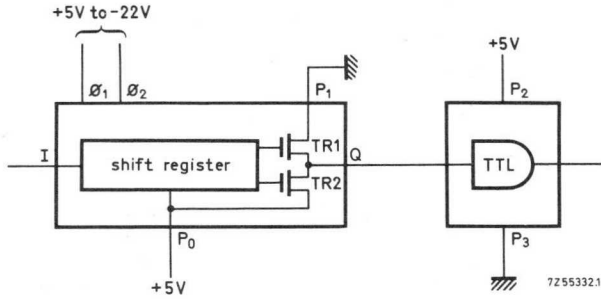 +5V to -22V
Ø1 Ø2
P1
+5V
P2
I
shift register
TR1
Q
TR2
TTL
P0
+5V
P3
7Z55332.1